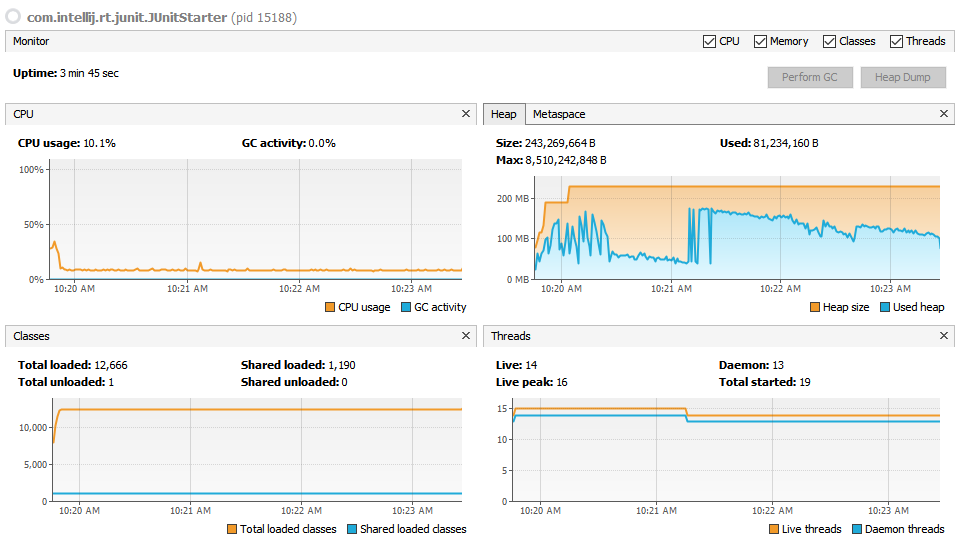 com.intellij.rt.junit.JUnitStarter (pid 15188)
Monitor
CPU Memory Classes Threads
Uptime: 3 min 45 sec
Perform GC Heap Dump
CPU
CPU usage: 10.1% GC activity: 0.0%
100%
50%
0%
10:20 AM 10:21 AM 10:22 AM 10:23 AM
CPU usage GC activity
Heap Metaspace
Size: 243,269,664 B Used: 81,234,160 B
Max: 8,510,242,848 B
200 MB
100 MB
0 MB
10:20 AM 10:21 AM 10:22 AM 10:23 AM
Heap size Used heap
Classes
Total loaded: 12,666 Shared loaded: 1,190
Total unloaded: 1 Shared unloaded: 0
10,000
5,000
0
10:20 AM 10:21 AM 10:22 AM 10:23 AM
Total loaded classes Shared loaded classes
Threads
Live: 14 Daemon: 13
Live peak: 16 Total started: 19
15
10
5
0
10:20 AM 10:21 AM 10:22 AM 10:23 AM
Live threads Daemon threads